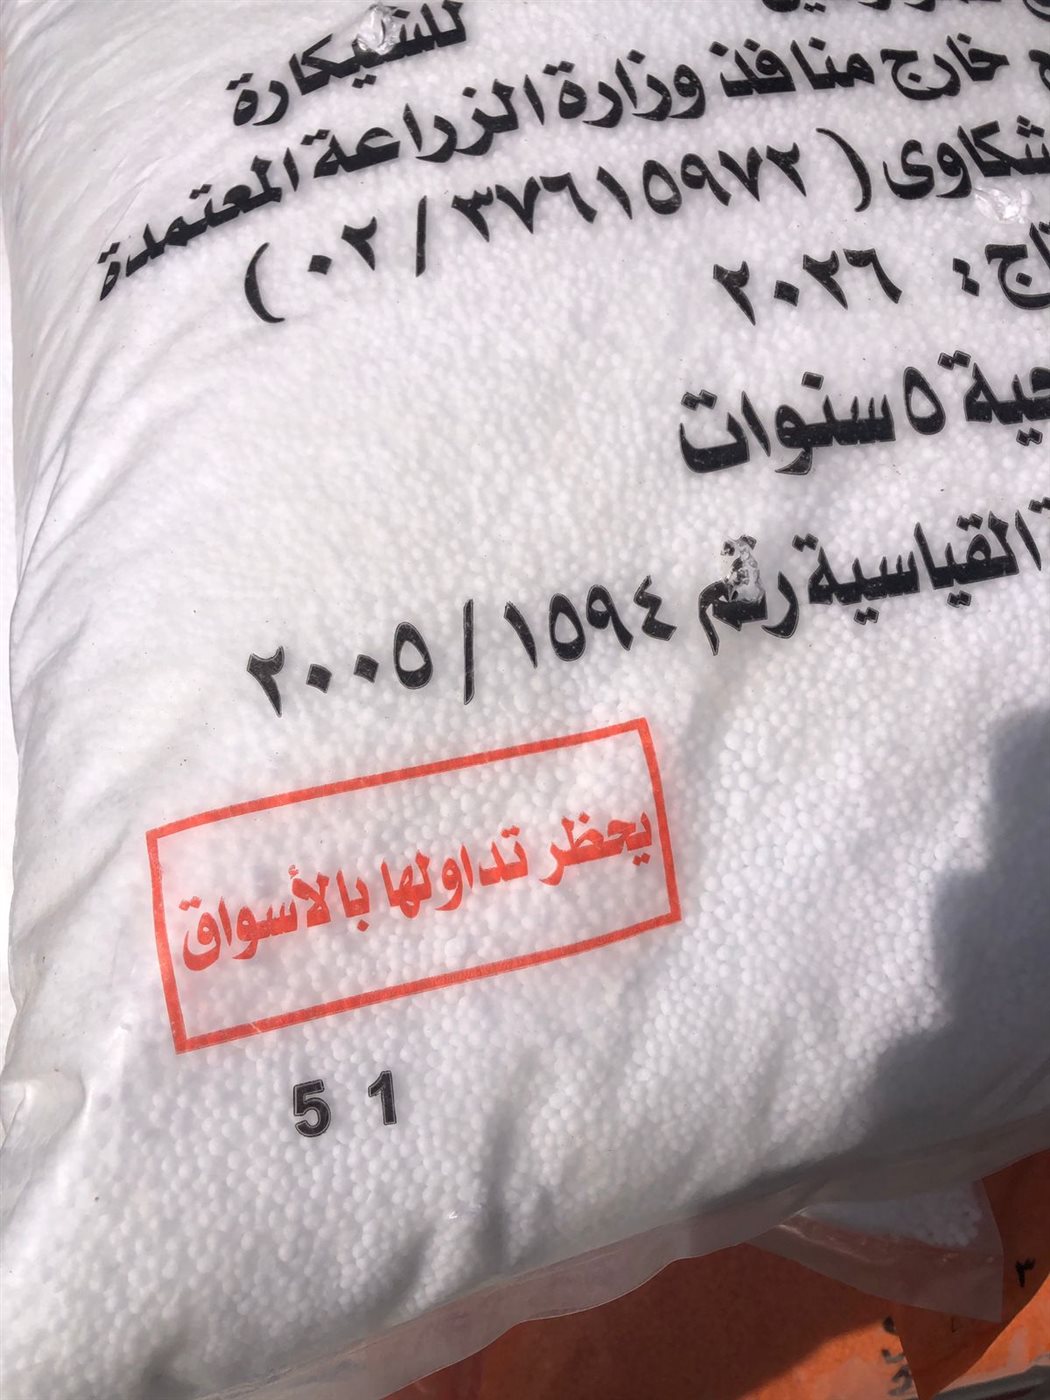 للشيكارة
خارج منافذ وزارة الزراعة المعتمدة
شكاوى ( ٣٧٦١٥٩٧٢ / ٠٢ )
: ٢٠٢٦
٥ سنوات
القياسية رقم ١٥٩٤ / ٢٠٠٥
يحظر تداولها بالأسواق
5 1
٣